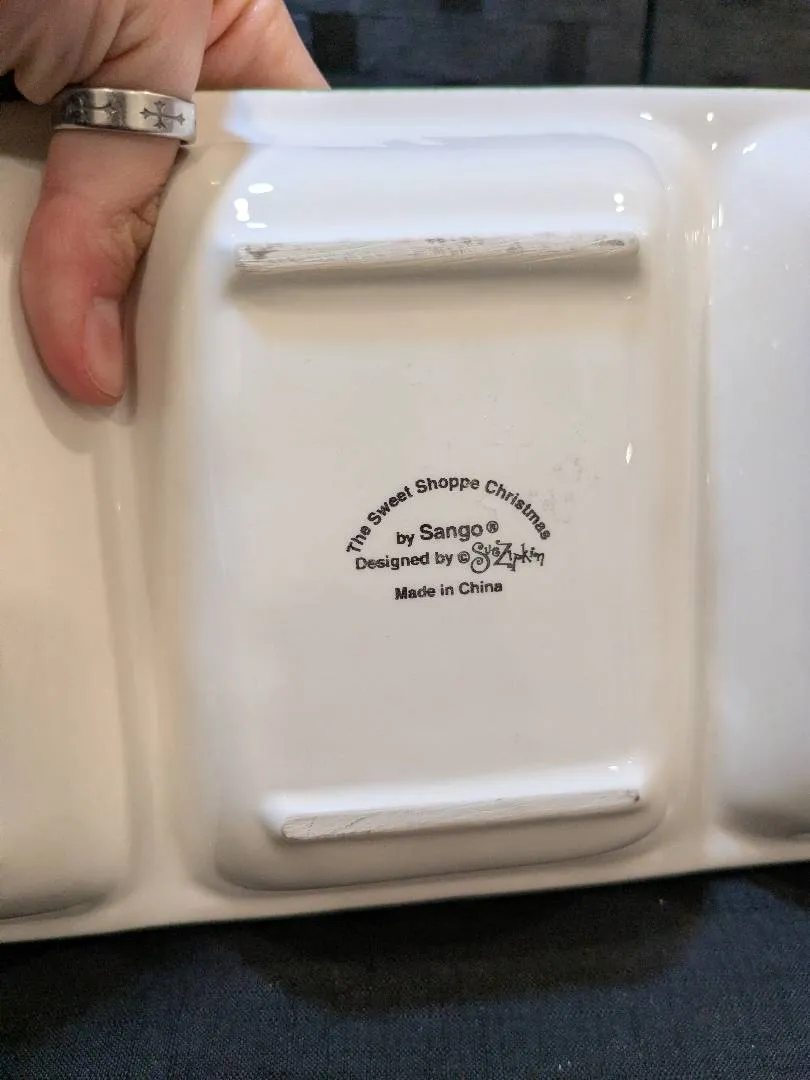 The Sweet Shoppe Christmas
by Sango®
Designed by © Sue Zipkin
Made in China